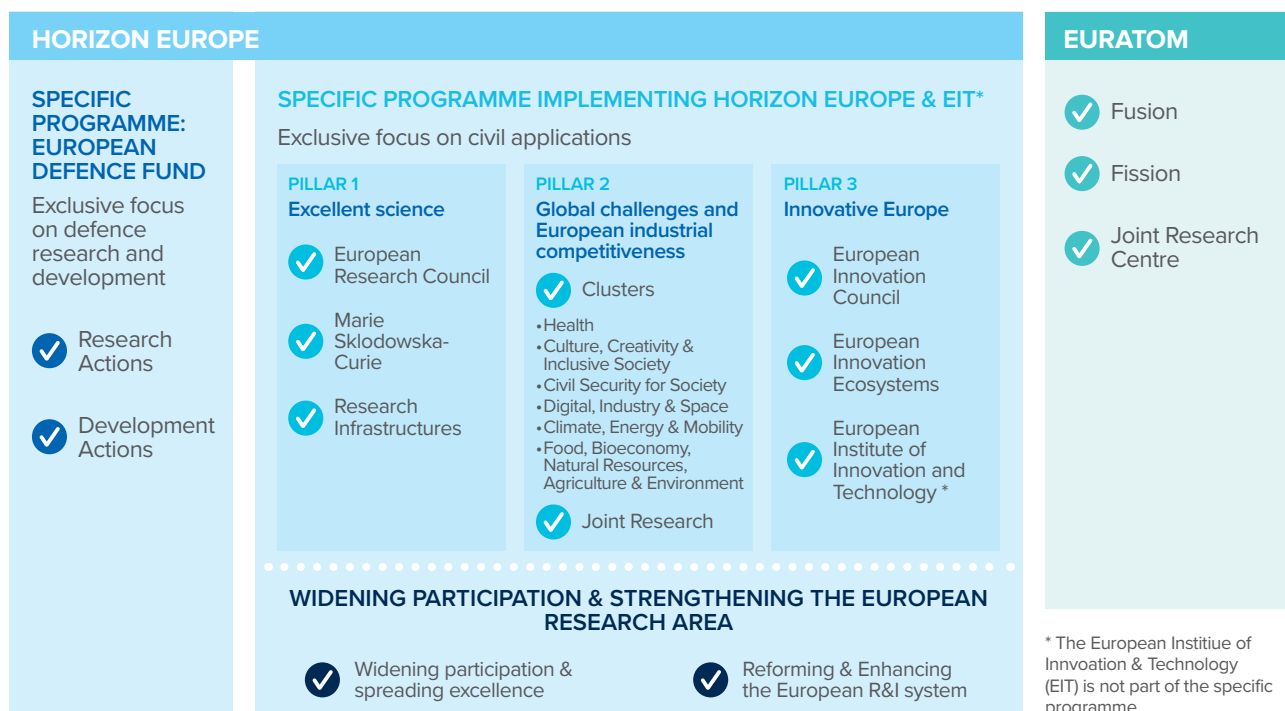 HORIZON EUROPE
SPECIFIC
PROGRAMME:
EUROPEAN
DEFENCE FUND
Exclusive focus
on defence
research and
development
Research
Actions
Development
Actions
SPECIFIC PROGRAMME IMPLEMENTING HORIZON EUROPE & EIT*
Exclusive focus on civil applications
PILLAR 1
Excellent science
European
Research Council
Marie
Sklodowska-
Curie
Research
Infrastructures
PILLAR 2
Global challenges and
European industrial
competitiveness
Clusters
•Health
•Culture, Creativity &
Inclusive Society
•Civil Security for Society
•Digital, Industry & Space
•Climate, Energy & Mobility
•Food, Bioeconomy,
Natural Resources,
Agriculture & Environment
Joint Research
PILLAR 3
Innovative Europe
European
Innovation
Council
European
Innovation
Ecosystems
European
Institute of
Innovation and
Technology *
WIDENING PARTICIPATION & STRENGTHENING THE EUROPEAN
RESEARCH AREA
Widening participation &
spreading excellence
Reforming & Enhancing
the European R&I system
EURATOM
Fusion
Fission
Joint Research
Centre
* The European Institiue of
Innvoation & Technology
(EIT) is not part of the specific
programme